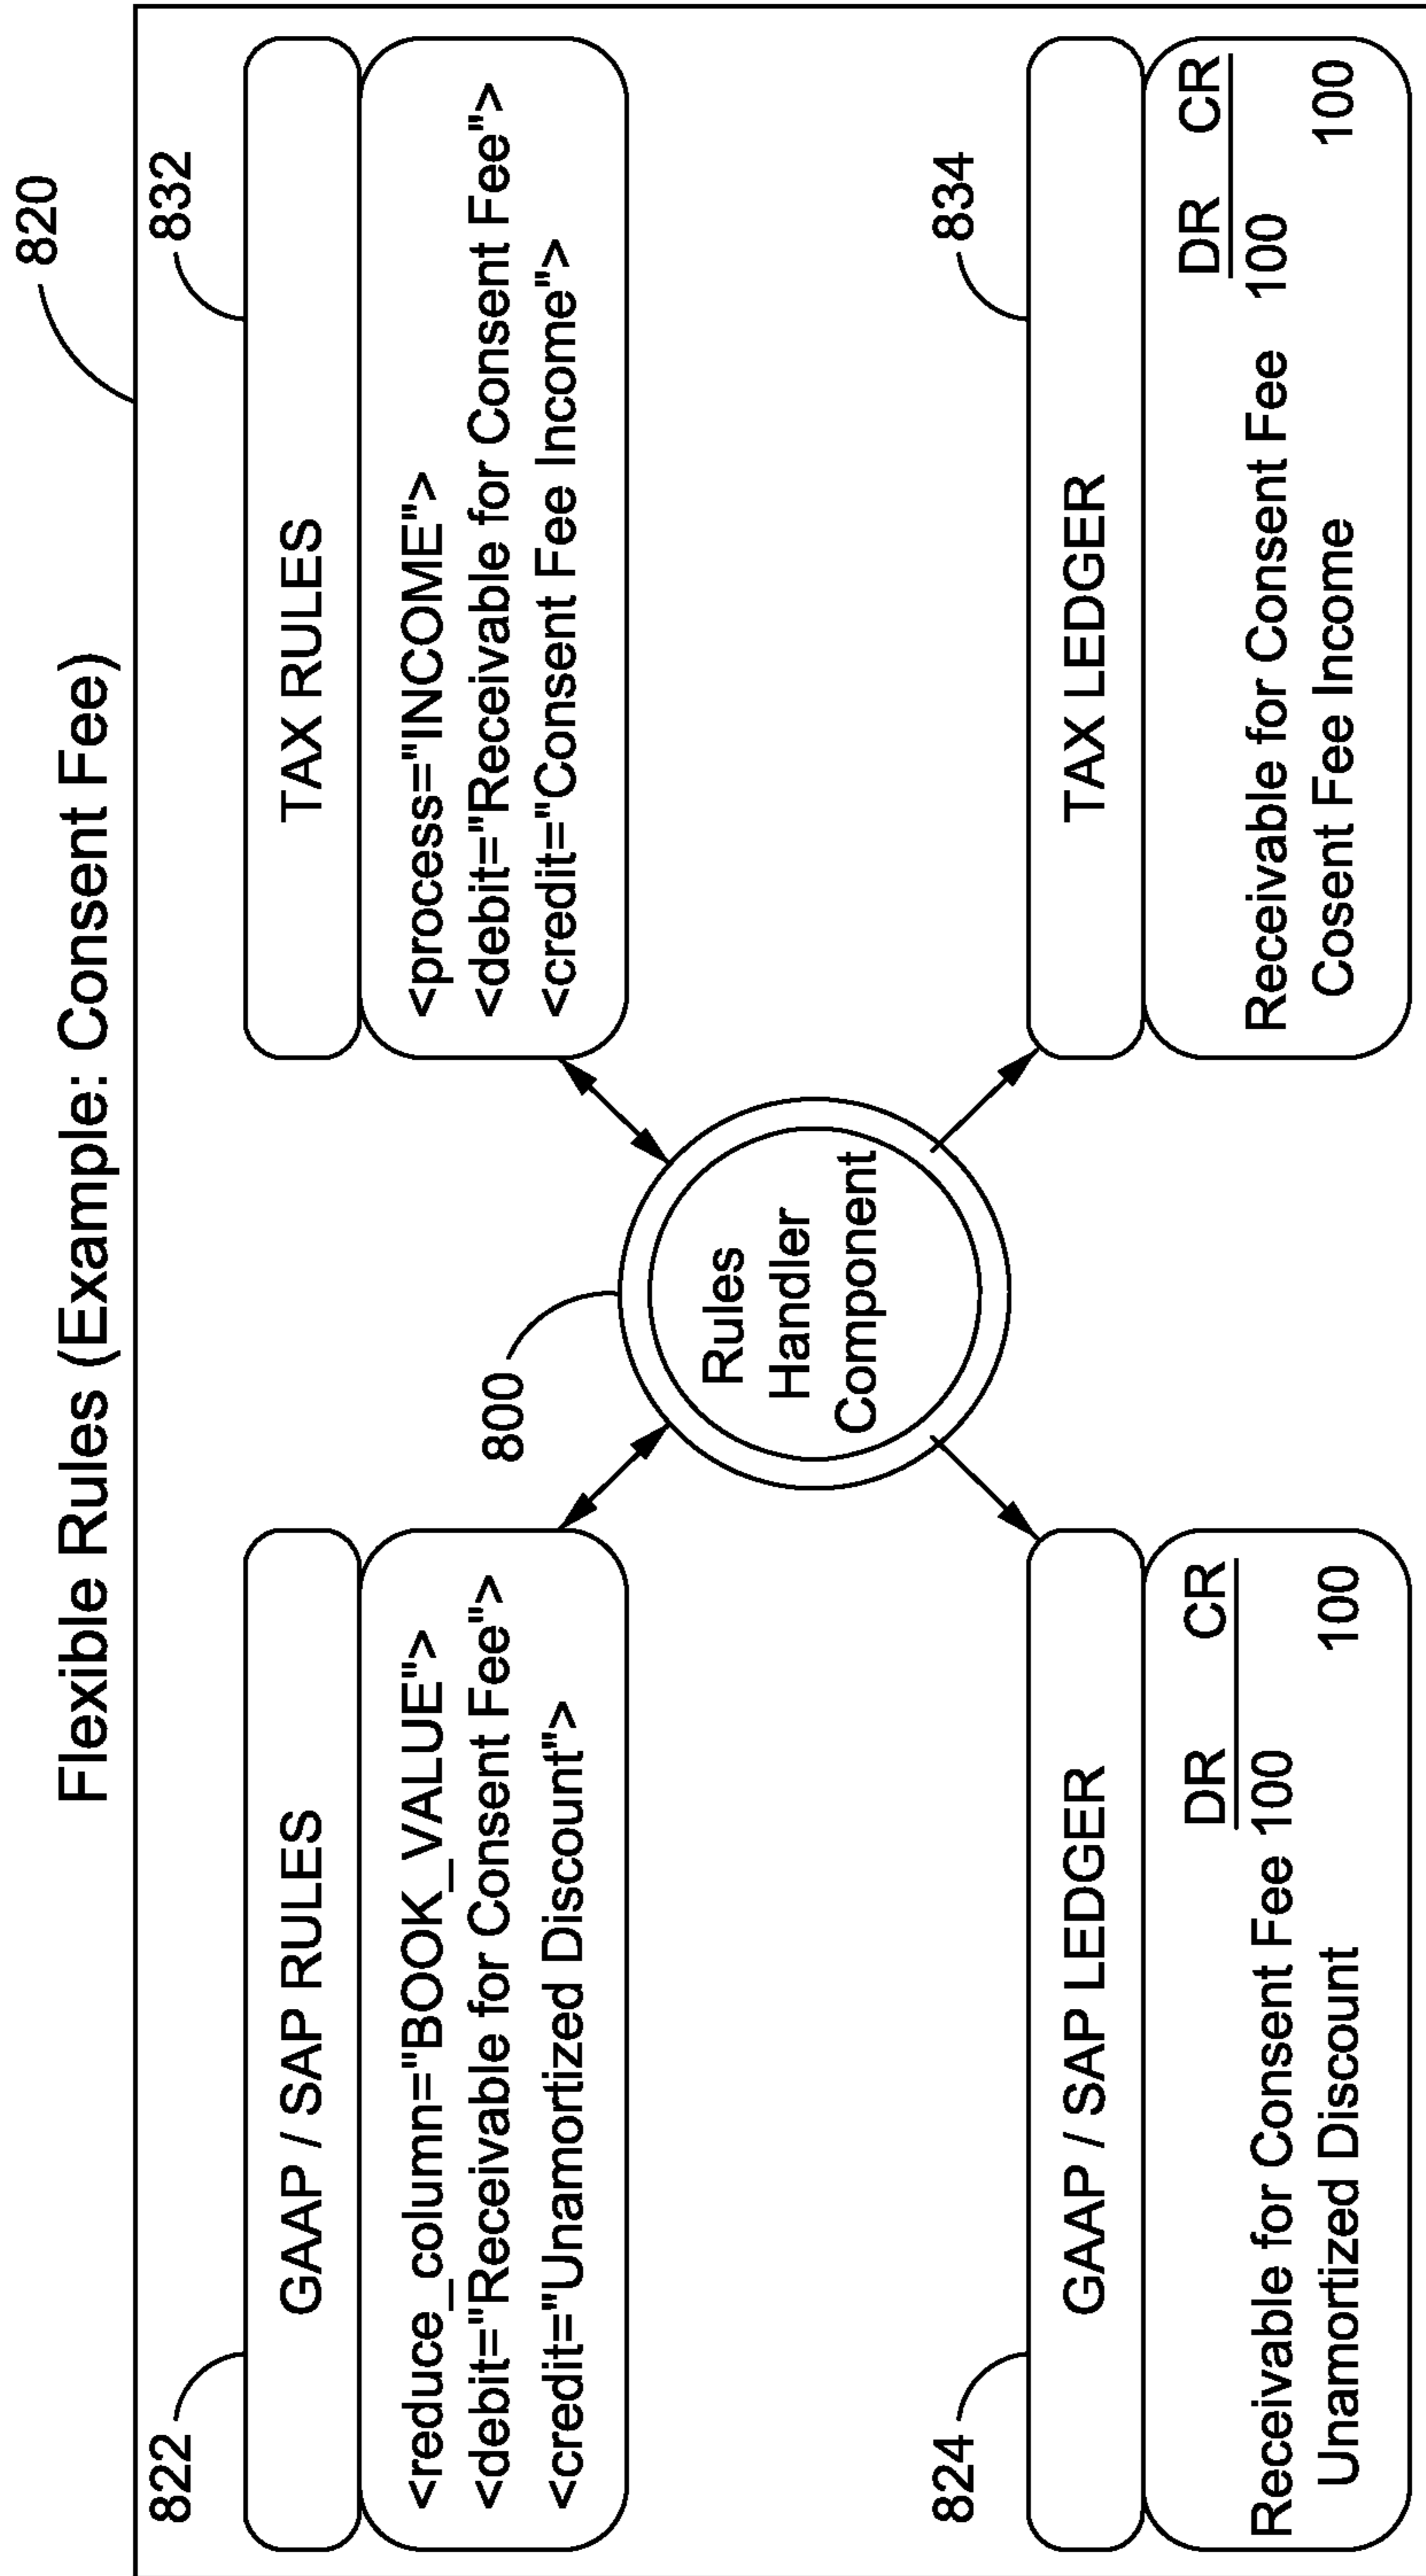 Flexible Rules (Example: Consent Fee)
820
822
GAAP / SAP RULES
<reduce_column="BOOK_VALUE">
<debit="Receivable for Consent Fee">
<credit="Unamortized Discount">
832
TAX RULES
<process="INCOME">
<debit="Receivable for Consent Fee">
<credit="Consent Fee Income">
800
Rules
Handler
Component
824
GAAP / SAP LEDGER
DR CR
Receivable for Consent Fee 100
Unamortized Discount 100
834
TAX LEDGER
DR CR
Receivable for Consent Fee 100
Cosent Fee Income 100